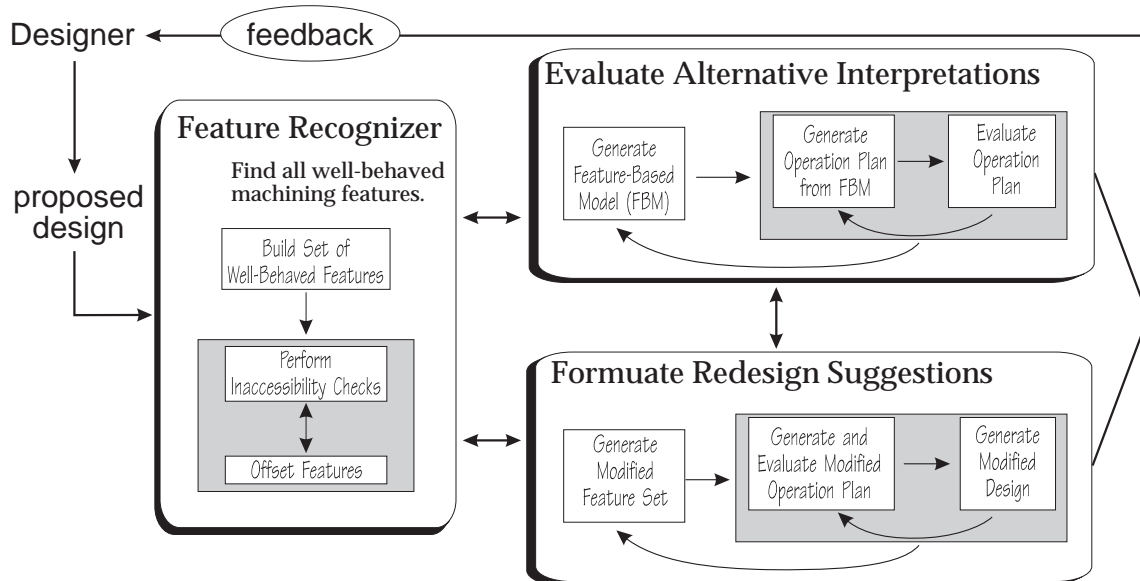 Designer
feedback
proposed
design
Feature Recognizer
Find all well-behaved
machining features.
Build Set of
Well-Behaved Features
Perform
Inaccessibility Checks
Offset Features
Evaluate Alternative Interpretations
Generate
Feature-Based
Model (FBM)
Generate
Operation Plan
from FBM
Evaluate
Operation
Plan
Formuate Redesign Suggestions
Generate
Modified
Feature Set
Generate and
Evaluate Modified
Operation Plan
Generate
Modified
Design